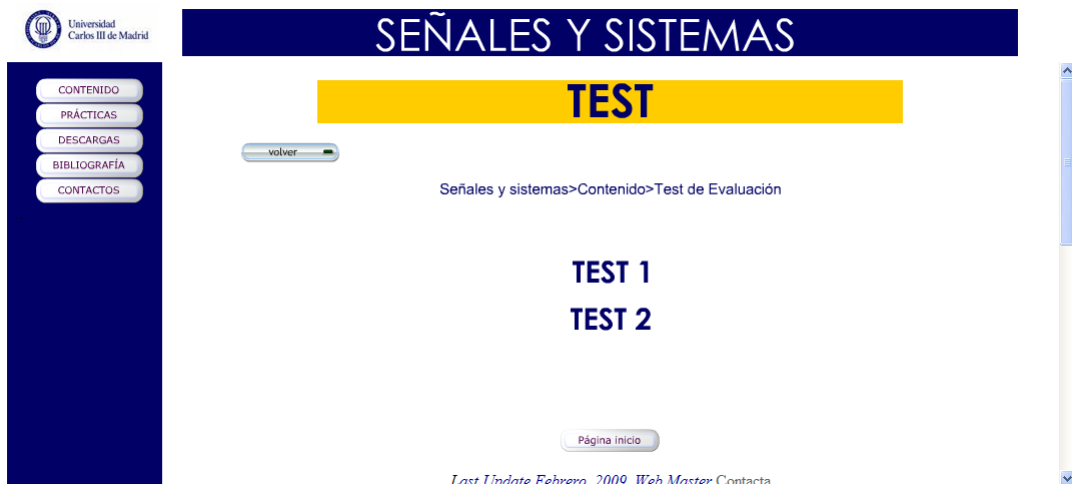 Universidad
Carlos III de Madrid
SEÑALES Y SISTEMAS
CONTENIDO
PRÁCTICAS
DESCARGAS
BIBLIOGRAFÍA
CONTACTOS
TEST
volver
Señales y sistemas>Contenido>Test de Evaluación
TEST 1
TEST 2
Página inicio
Last Update Febrero, 2009. Web Master Contacta